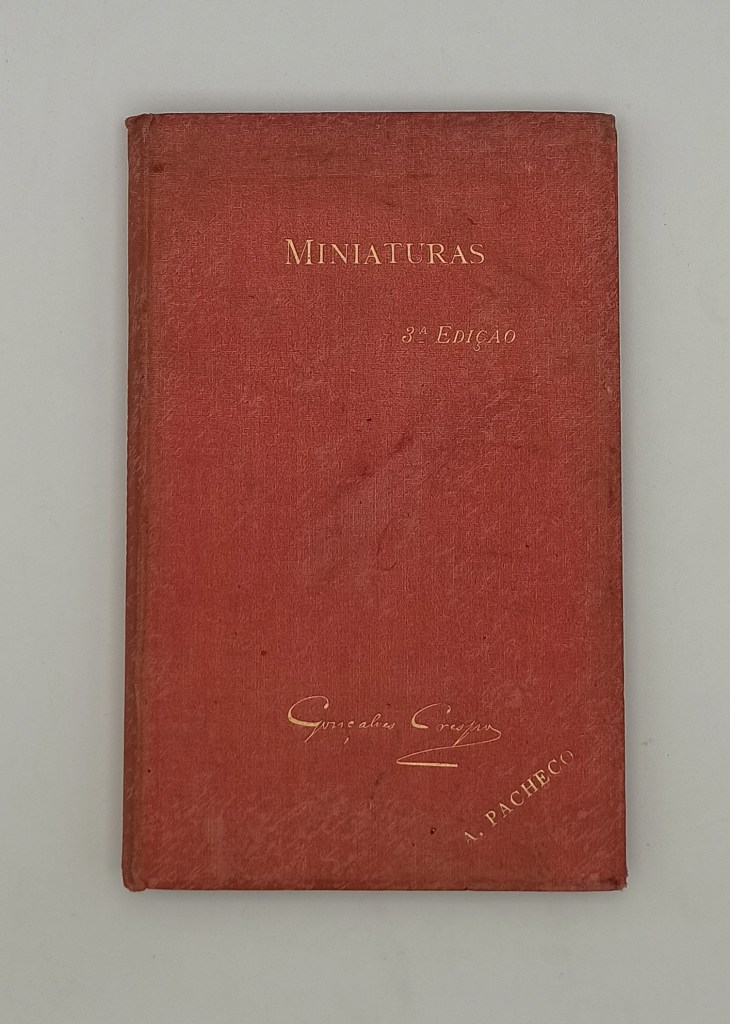 MINIATURAS
3ª EDIÇÃO
Gonçalves Crespo
A. PACHECO